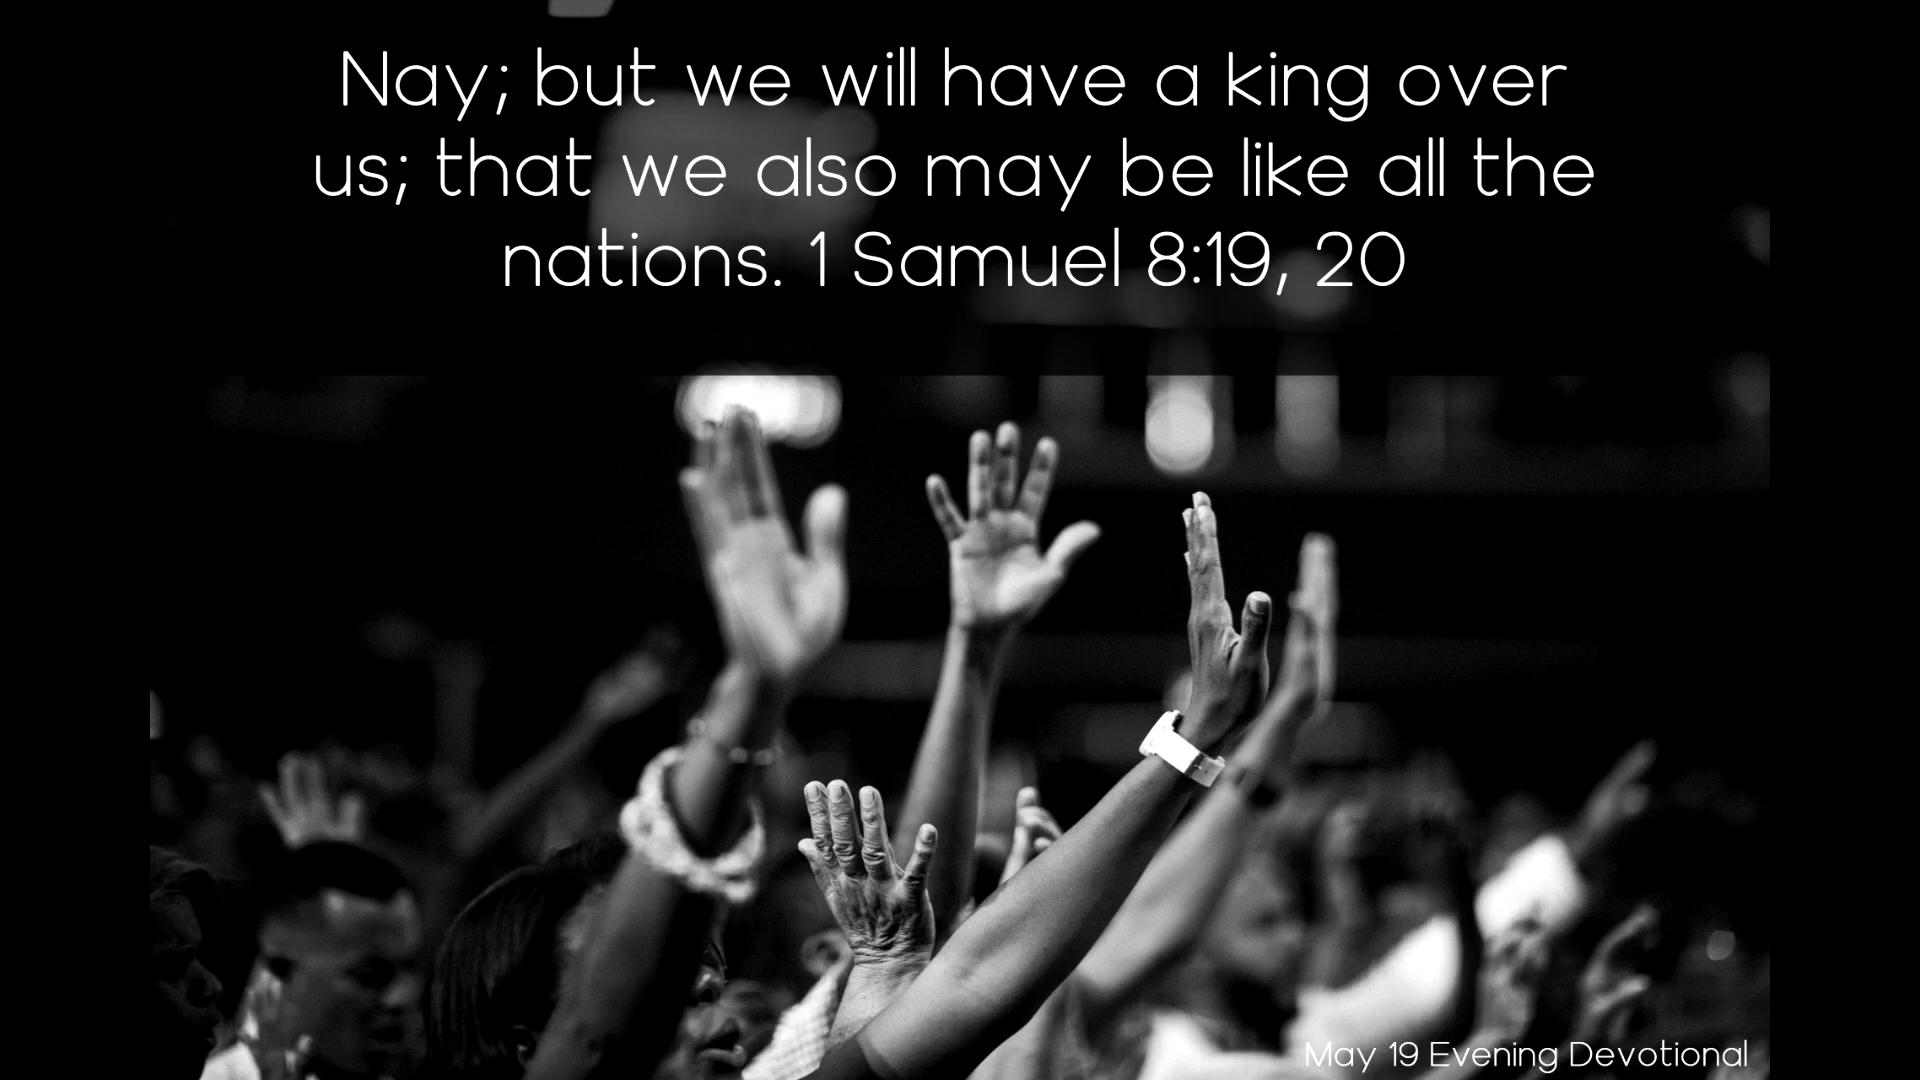 Nay; but we will have a king over
us; that we also may be like all the
nations. 1 Samuel 8:19, 20
May 19 Evening Devotional